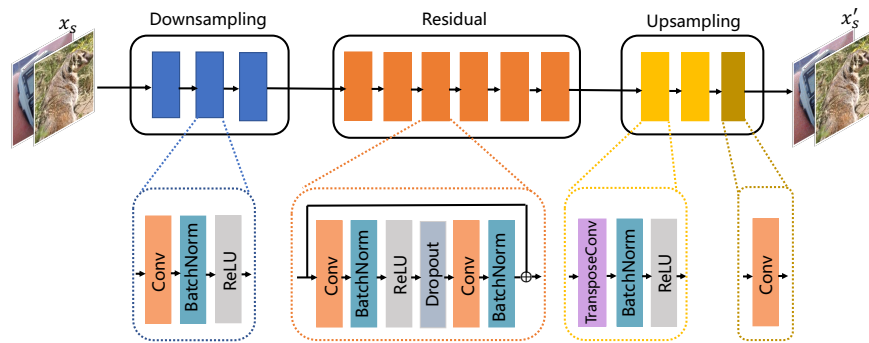 x_s
Downsampling
Residual
Upsampling
x'_s
Conv
BatchNorm
ReLU
Conv
BatchNorm
ReLU
Dropout
Conv
BatchNorm
TransposeConv
BatchNorm
ReLU
Conv